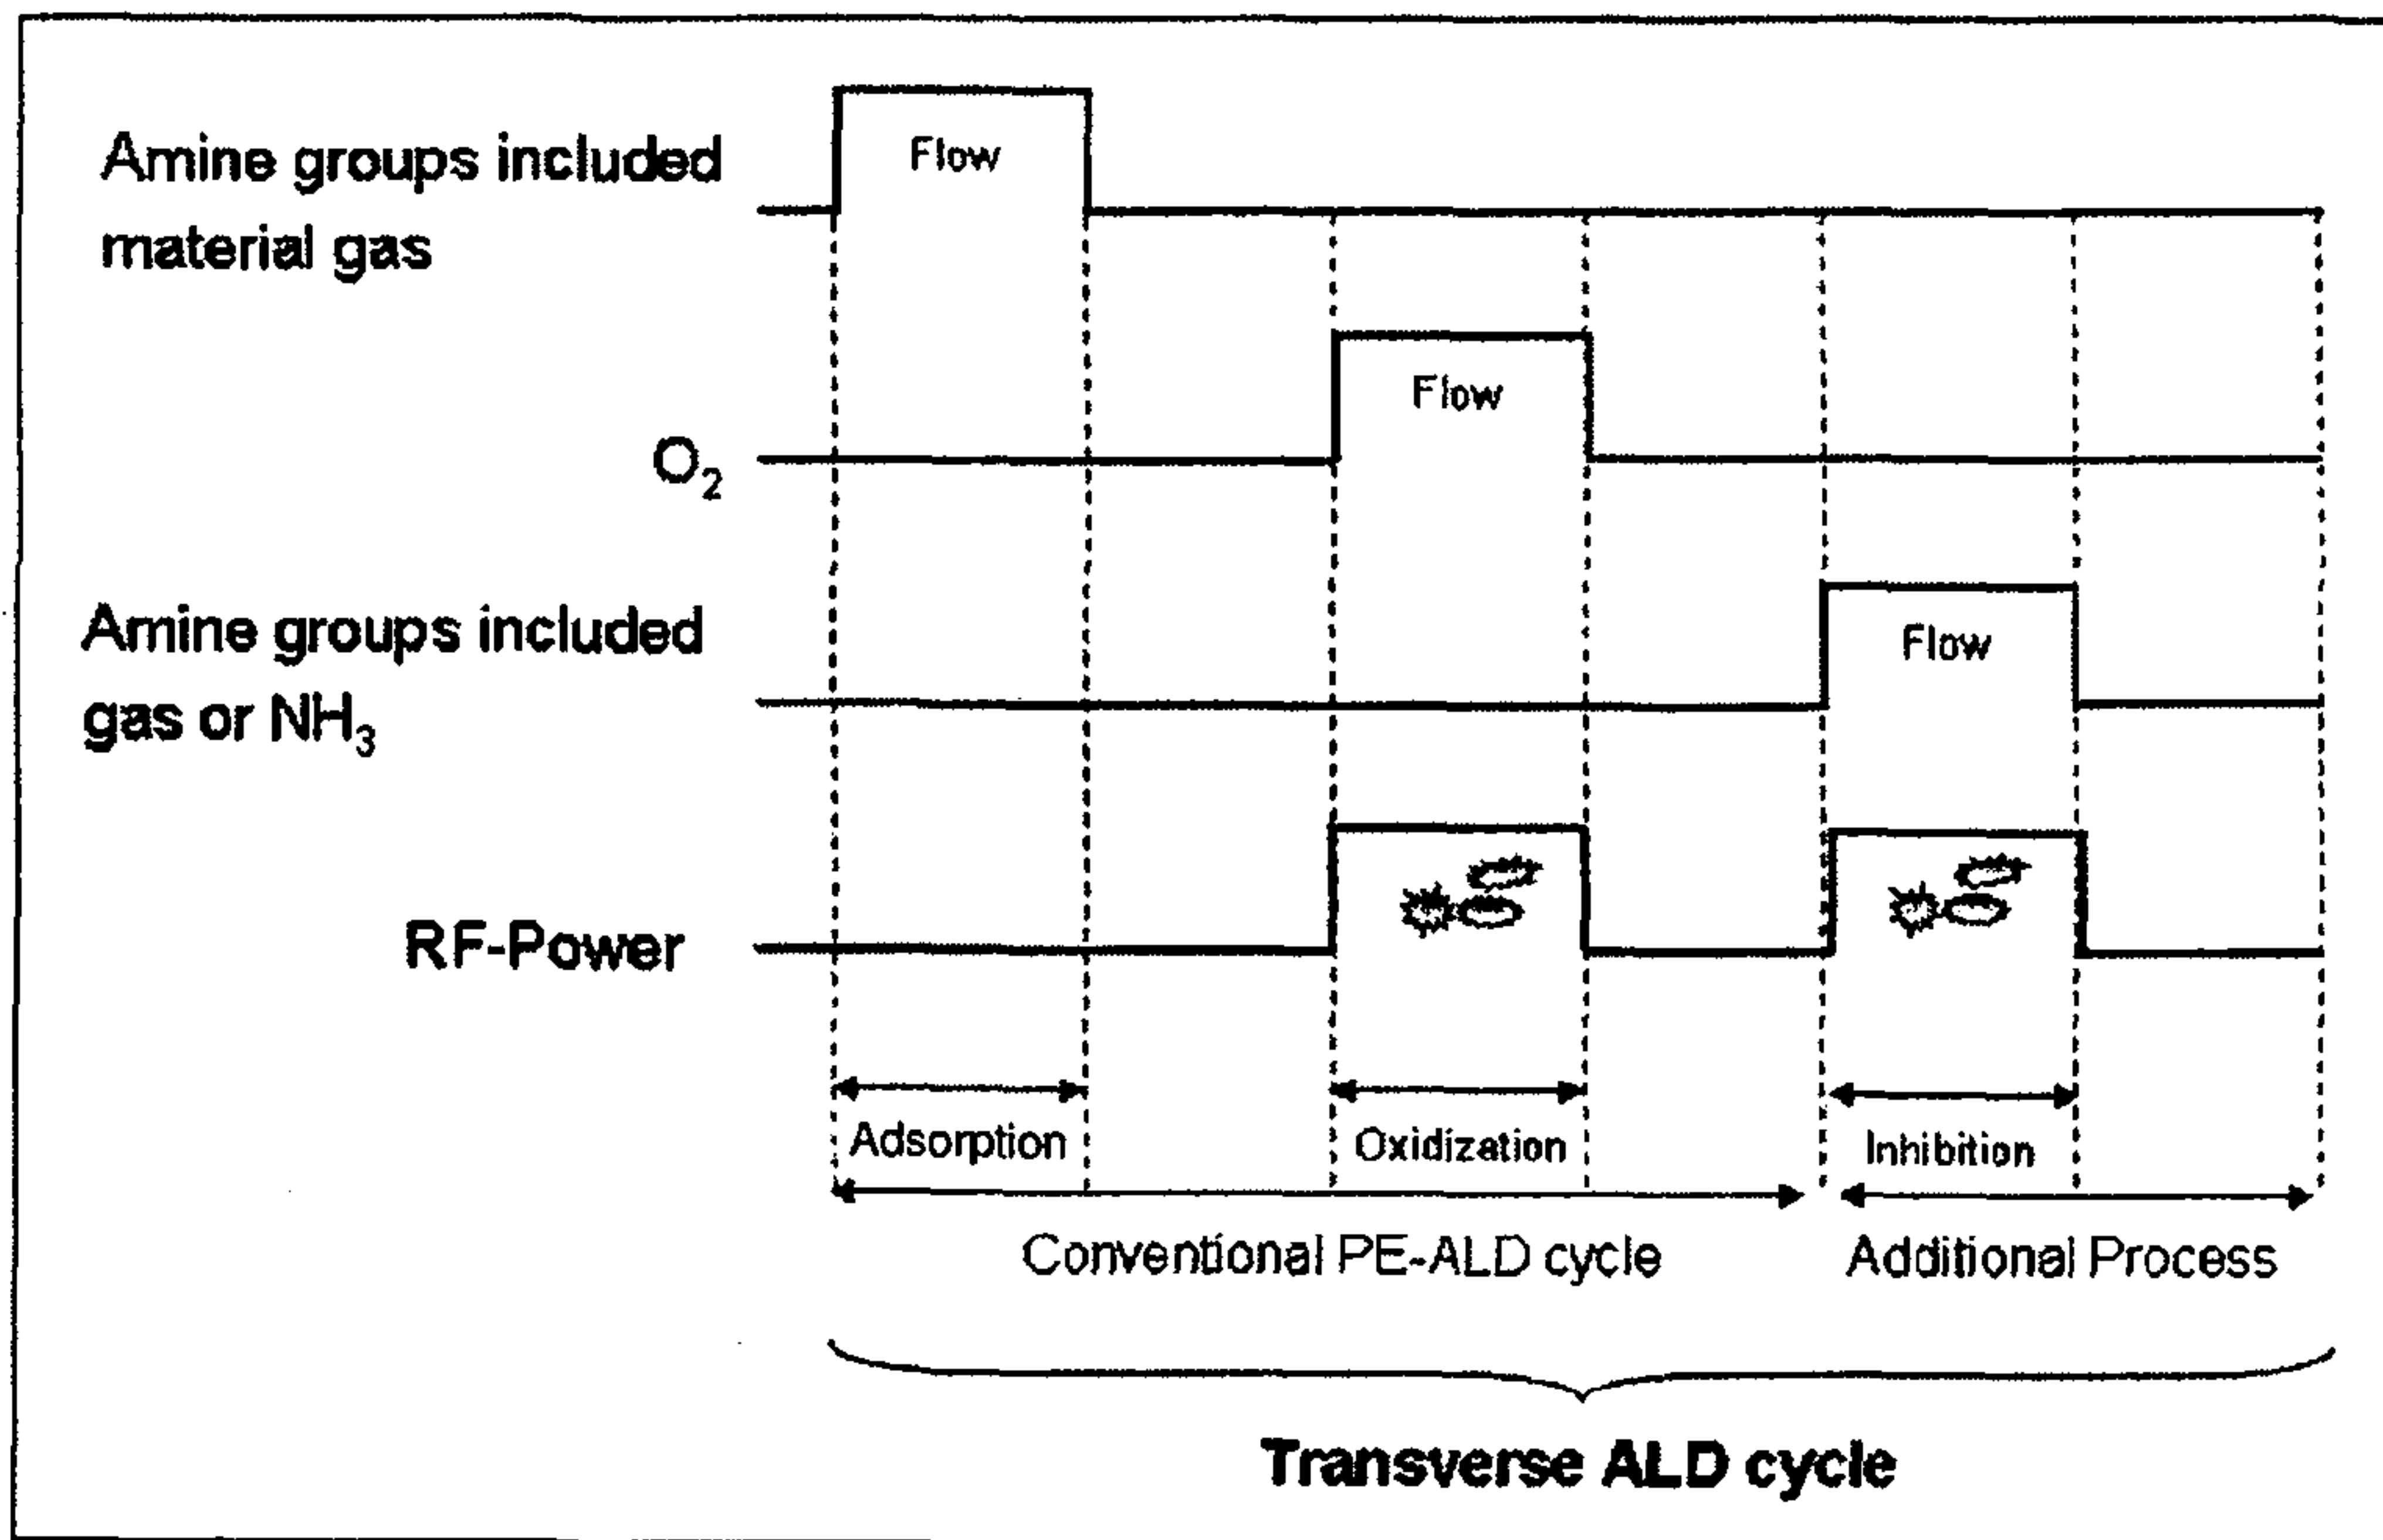 Amine groups included
material gas
Flow
O₂
Flow
Amine groups included
gas or NH₃
Flow
RF-Power
Adsorption
Oxidization
Inhibition
Conventional PE-ALD cycle
Additional Process
Transverse ALD cycle